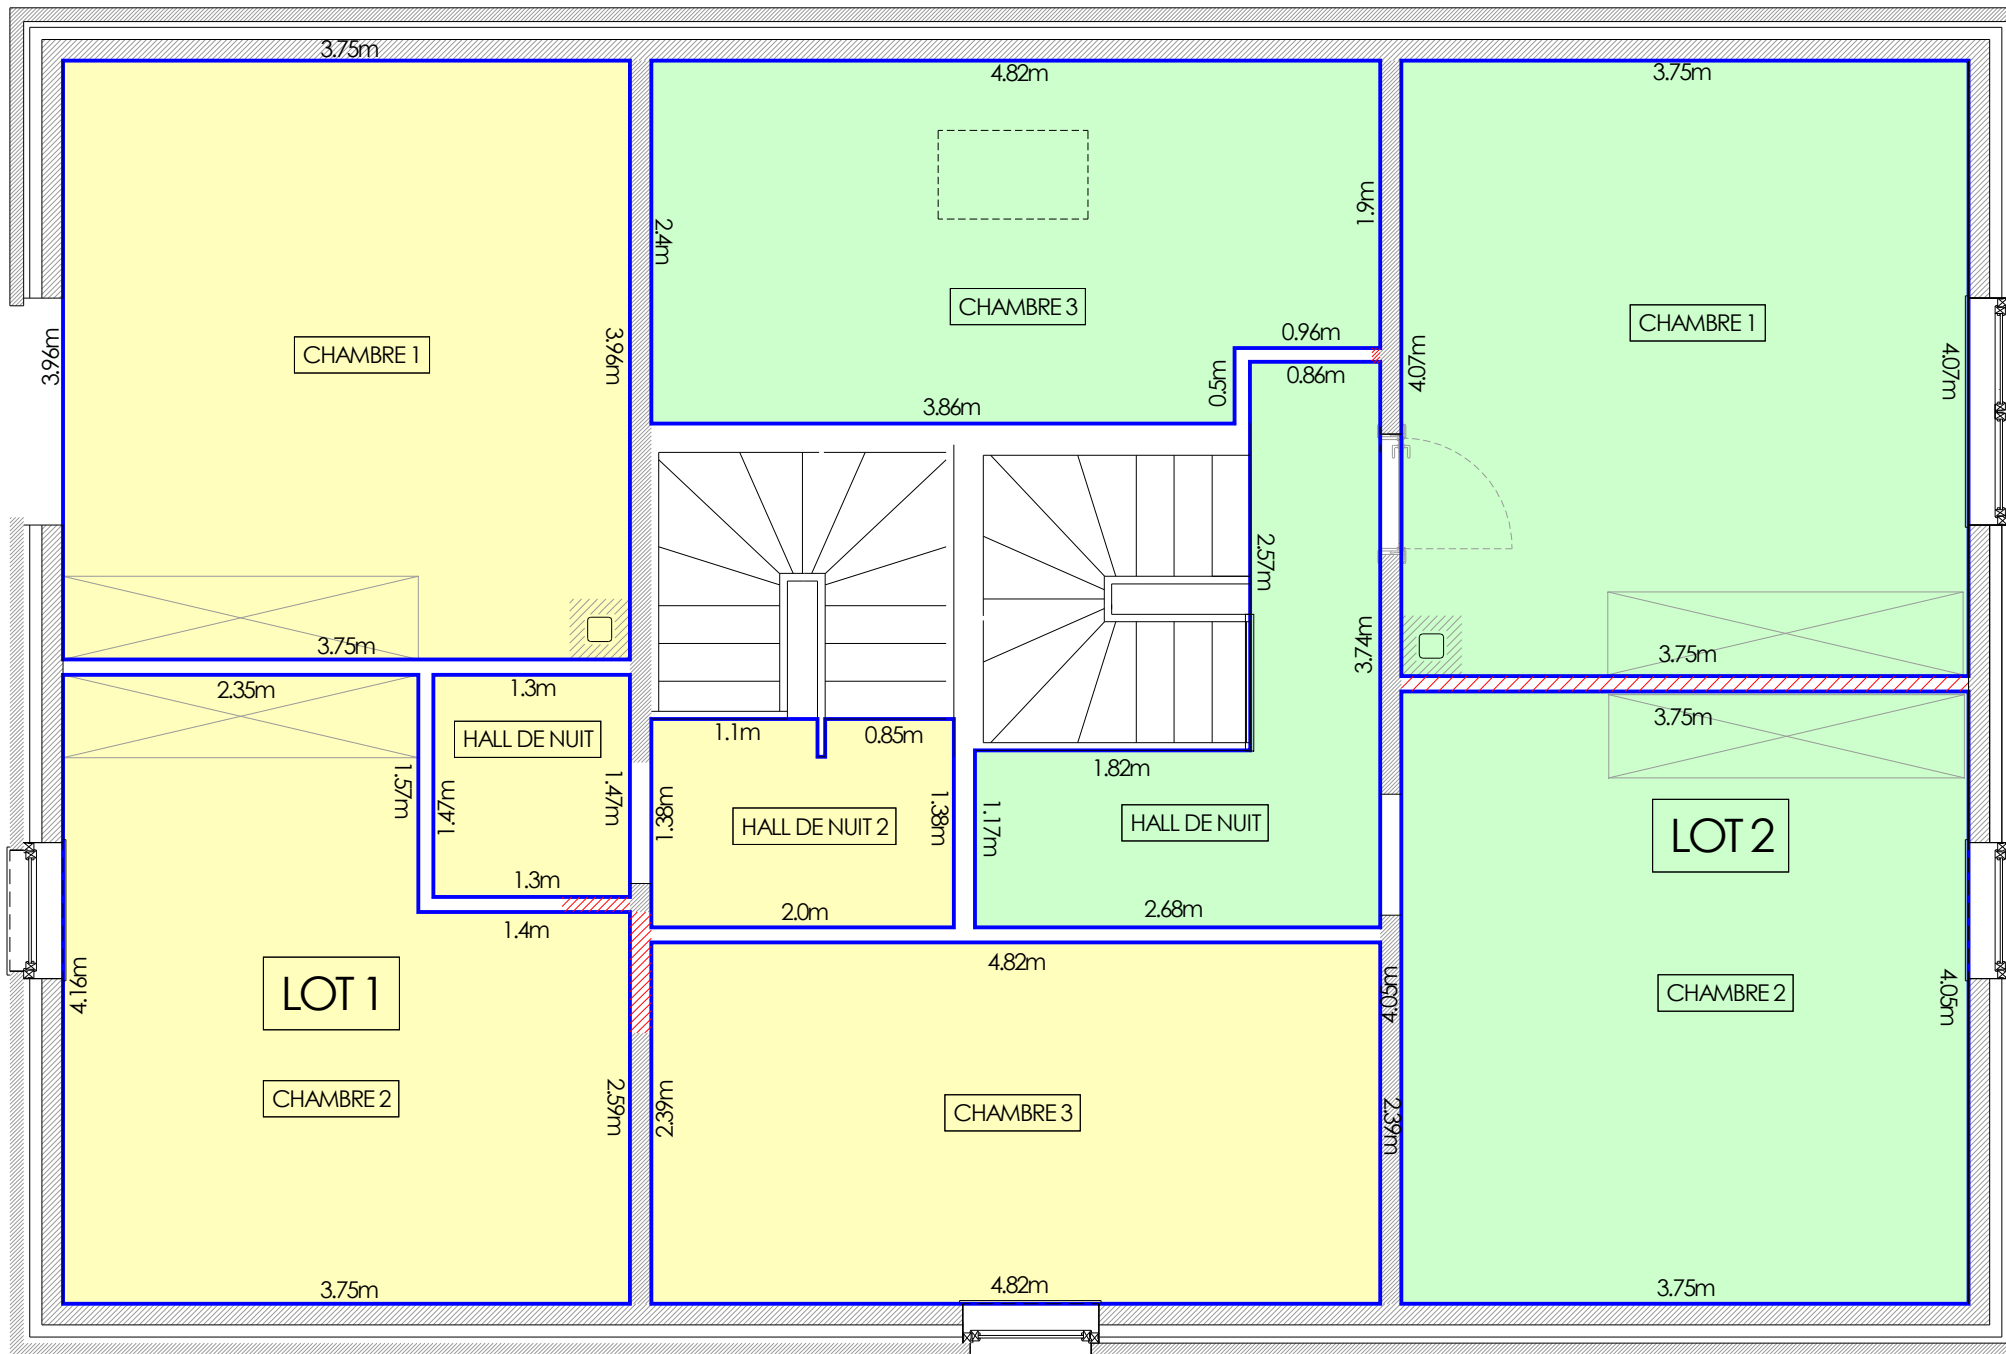 3.75m
4.82m
3.75m
1.9m
2.4m
CHAMBRE 3
CHAMBRE 1
0.96m
3.96m
3.96m
CHAMBRE 1
4.07m
4.07m
0.86m
0.5m
3.86m
2.57m
3.74m
3.75m
3.75m
2.35m
1.3m
3.75m
HALL DE NUIT
1.1m
0.85m
1.82m
1.57m
1.47m
1.47m
1.38m
HALL DE NUIT 2
1.38m
1.17m
HALL DE NUIT
LOT 2
1.3m
2.0m
2.68m
1.4m
4.82m
4.16m
LOT 1
4.05m
CHAMBRE 2
4.05m
CHAMBRE 2
2.59m
2.39m
CHAMBRE 3
2.39m
3.75m
4.82m
3.75m